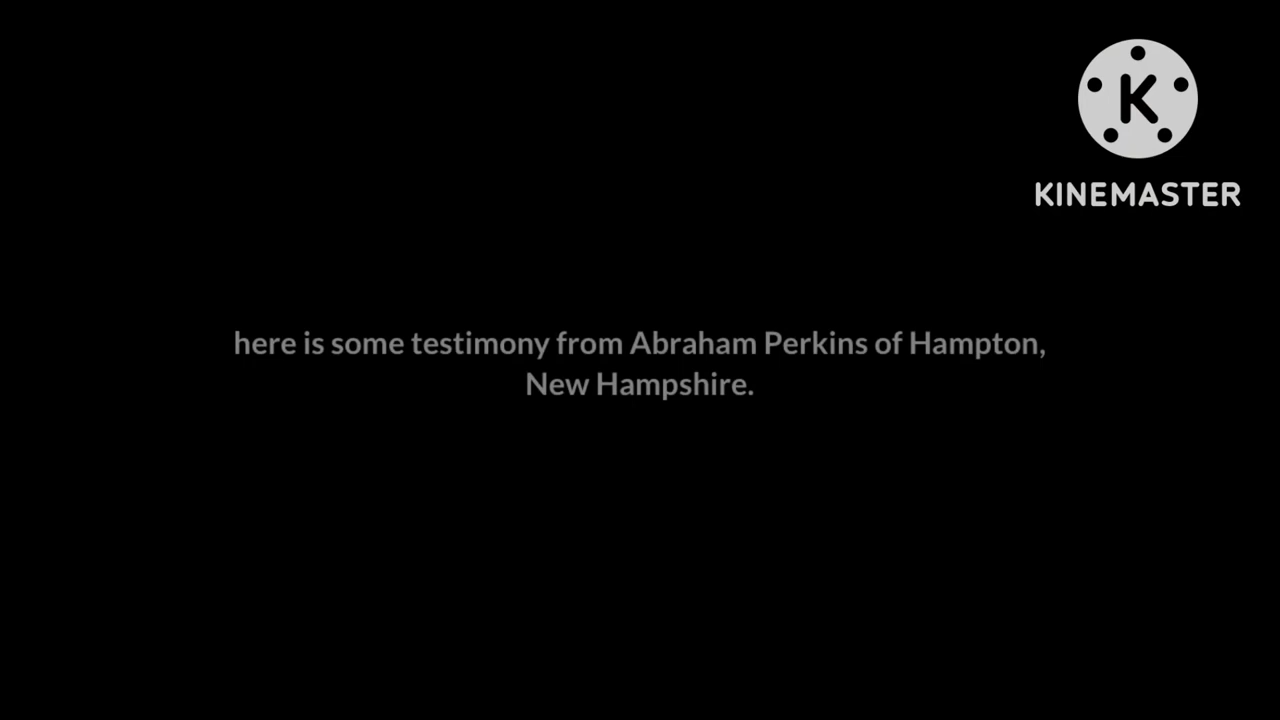 K
KINEMASTER
here is some testimony from Abraham Perkins of Hampton,
New Hampshire.